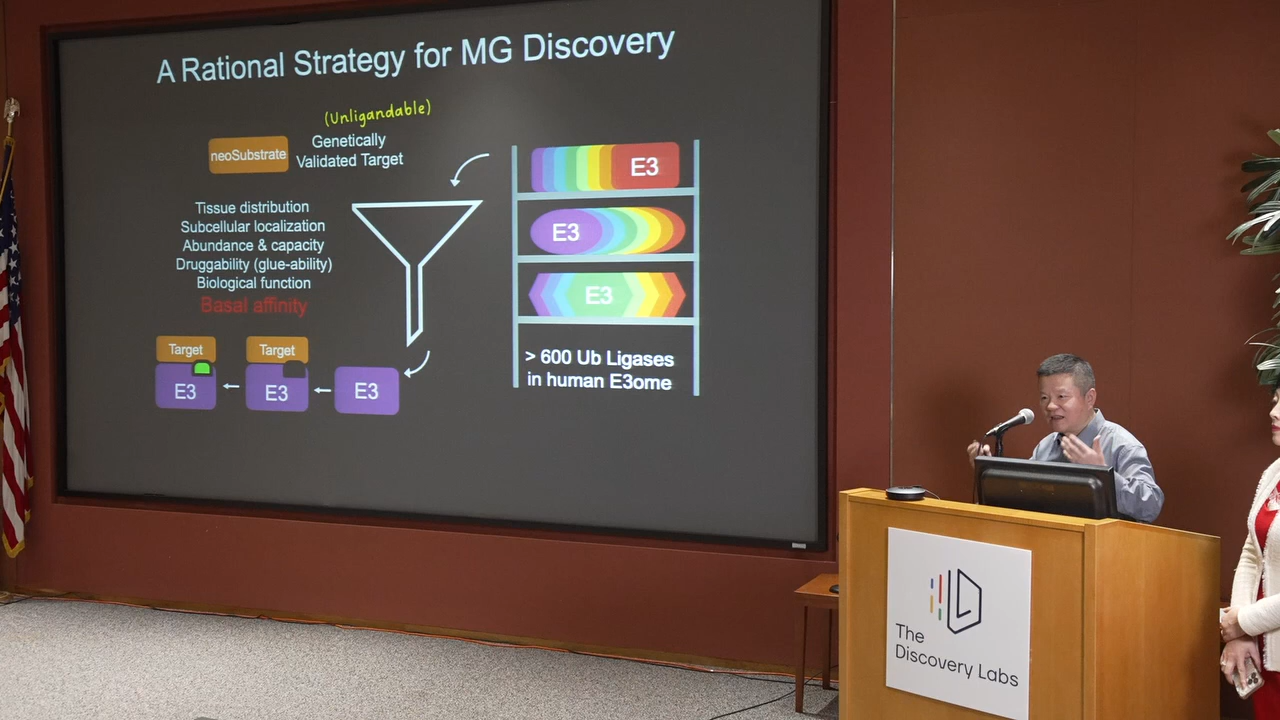 A Rational Strategy for MG Discovery
(Unligandable)
neoSubstrate
Genetically
Validated Target
Tissue distribution
Subcellular localization
Abundance & capacity
Druggability (glue-ability)
Biological function
Basal affinity
Target
E3
Target
E3
E3
E3
E3
E3
> 600 Ub Ligases
in human E3ome
The
Discovery Labs